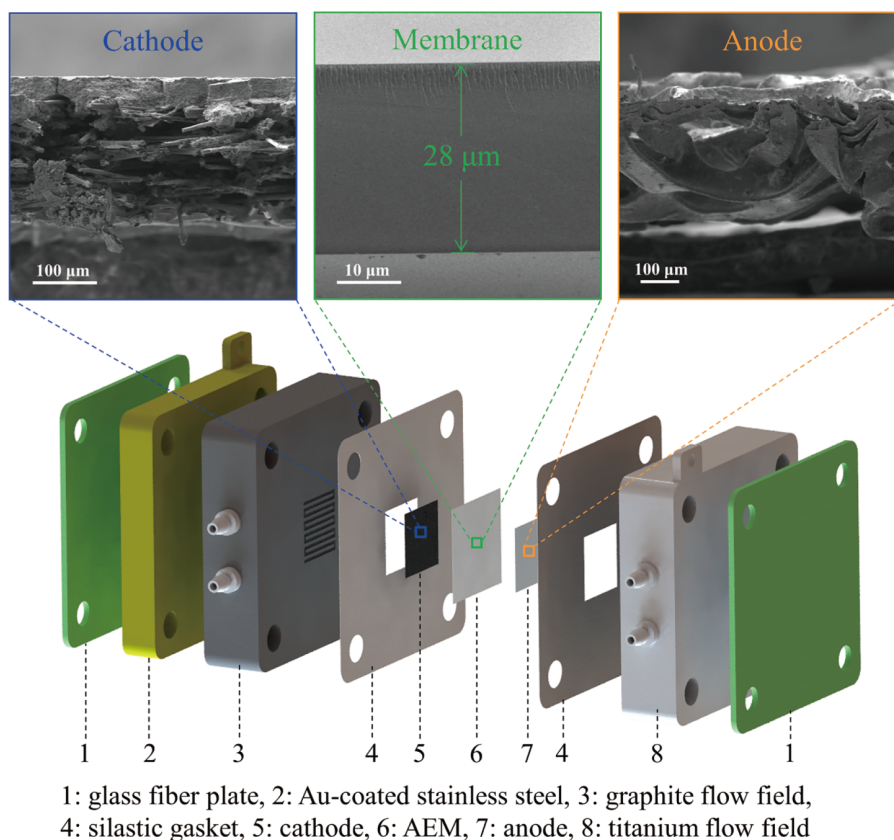 Cathode
Membrane
Anode
28 μm
100 μm
10 μm
100 μm
1 2 3 4 5 6 7 4 8 1
1: glass fiber plate, 2: Au-coated stainless steel, 3: graphite flow field,
4: silastic gasket, 5: cathode, 6: AEM, 7: anode, 8: titanium flow field